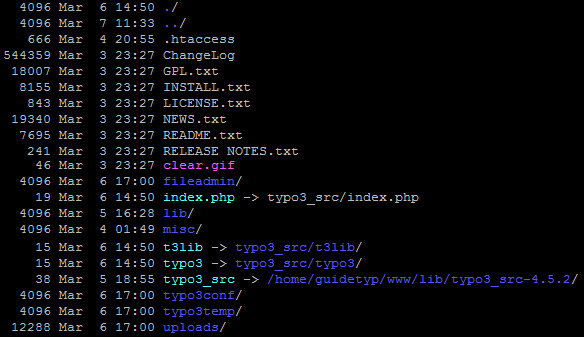 4096 Mar 6 14:50 ./
4096 Mar 7 11:33 ../
666 Mar 4 20:55 .htaccess
544359 Mar 3 23:27 ChangeLog
18007 Mar 3 23:27 GPL.txt
8155 Mar 3 23:27 INSTALL.txt
843 Mar 3 23:27 LICENSE.txt
19340 Mar 3 23:27 NEWS.txt
7695 Mar 3 23:27 README.txt
241 Mar 3 23:27 RELEASE_NOTES.txt
46 Mar 3 23:27 clear.gif
4096 Mar 6 17:00 fileadmin/
19 Mar 6 14:50 index.php -> typo3_src/index.php
4096 Mar 5 16:28 lib/
4096 Mar 4 01:49 misc/
15 Mar 6 14:50 t3lib -> typo3_src/t3lib/
15 Mar 6 14:50 typo3 -> typo3_src/typo3/
38 Mar 5 18:55 typo3_src -> /home/guidetyp/www/lib/typo3_src-4.5.2/
4096 Mar 6 17:00 typo3conf/
4096 Mar 6 17:00 typo3temp/
12288 Mar 6 17:00 uploads/